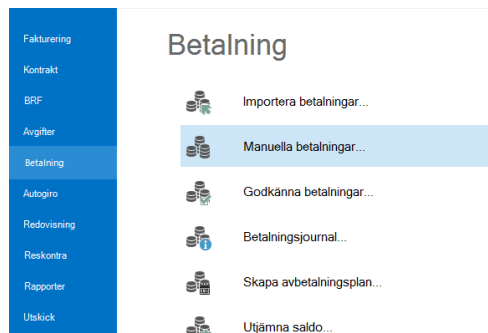 Fakturering
Kontrakt
BRF
Avgifter
Betalning
Autogiro
Redovisning
Reskontra
Rapporter
Utskick
Betalning
Importera betalningar...
Manuella betalningar...
Godkänna betalningar...
Betalningsjournal...
Skapa avbetalningsplan...
Utjämna saldo...